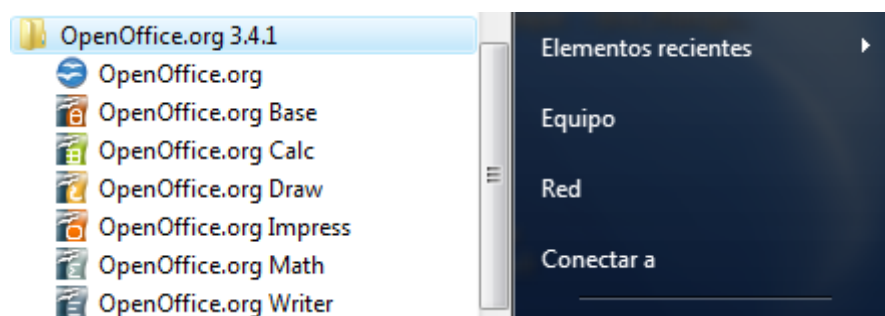 OpenOffice.org 3.4.1
OpenOffice.org
OpenOffice.org Base
OpenOffice.org Calc
OpenOffice.org Draw
OpenOffice.org Impress
OpenOffice.org Math
OpenOffice.org Writer
Elementos recientes
Equipo
Red
Conectar a